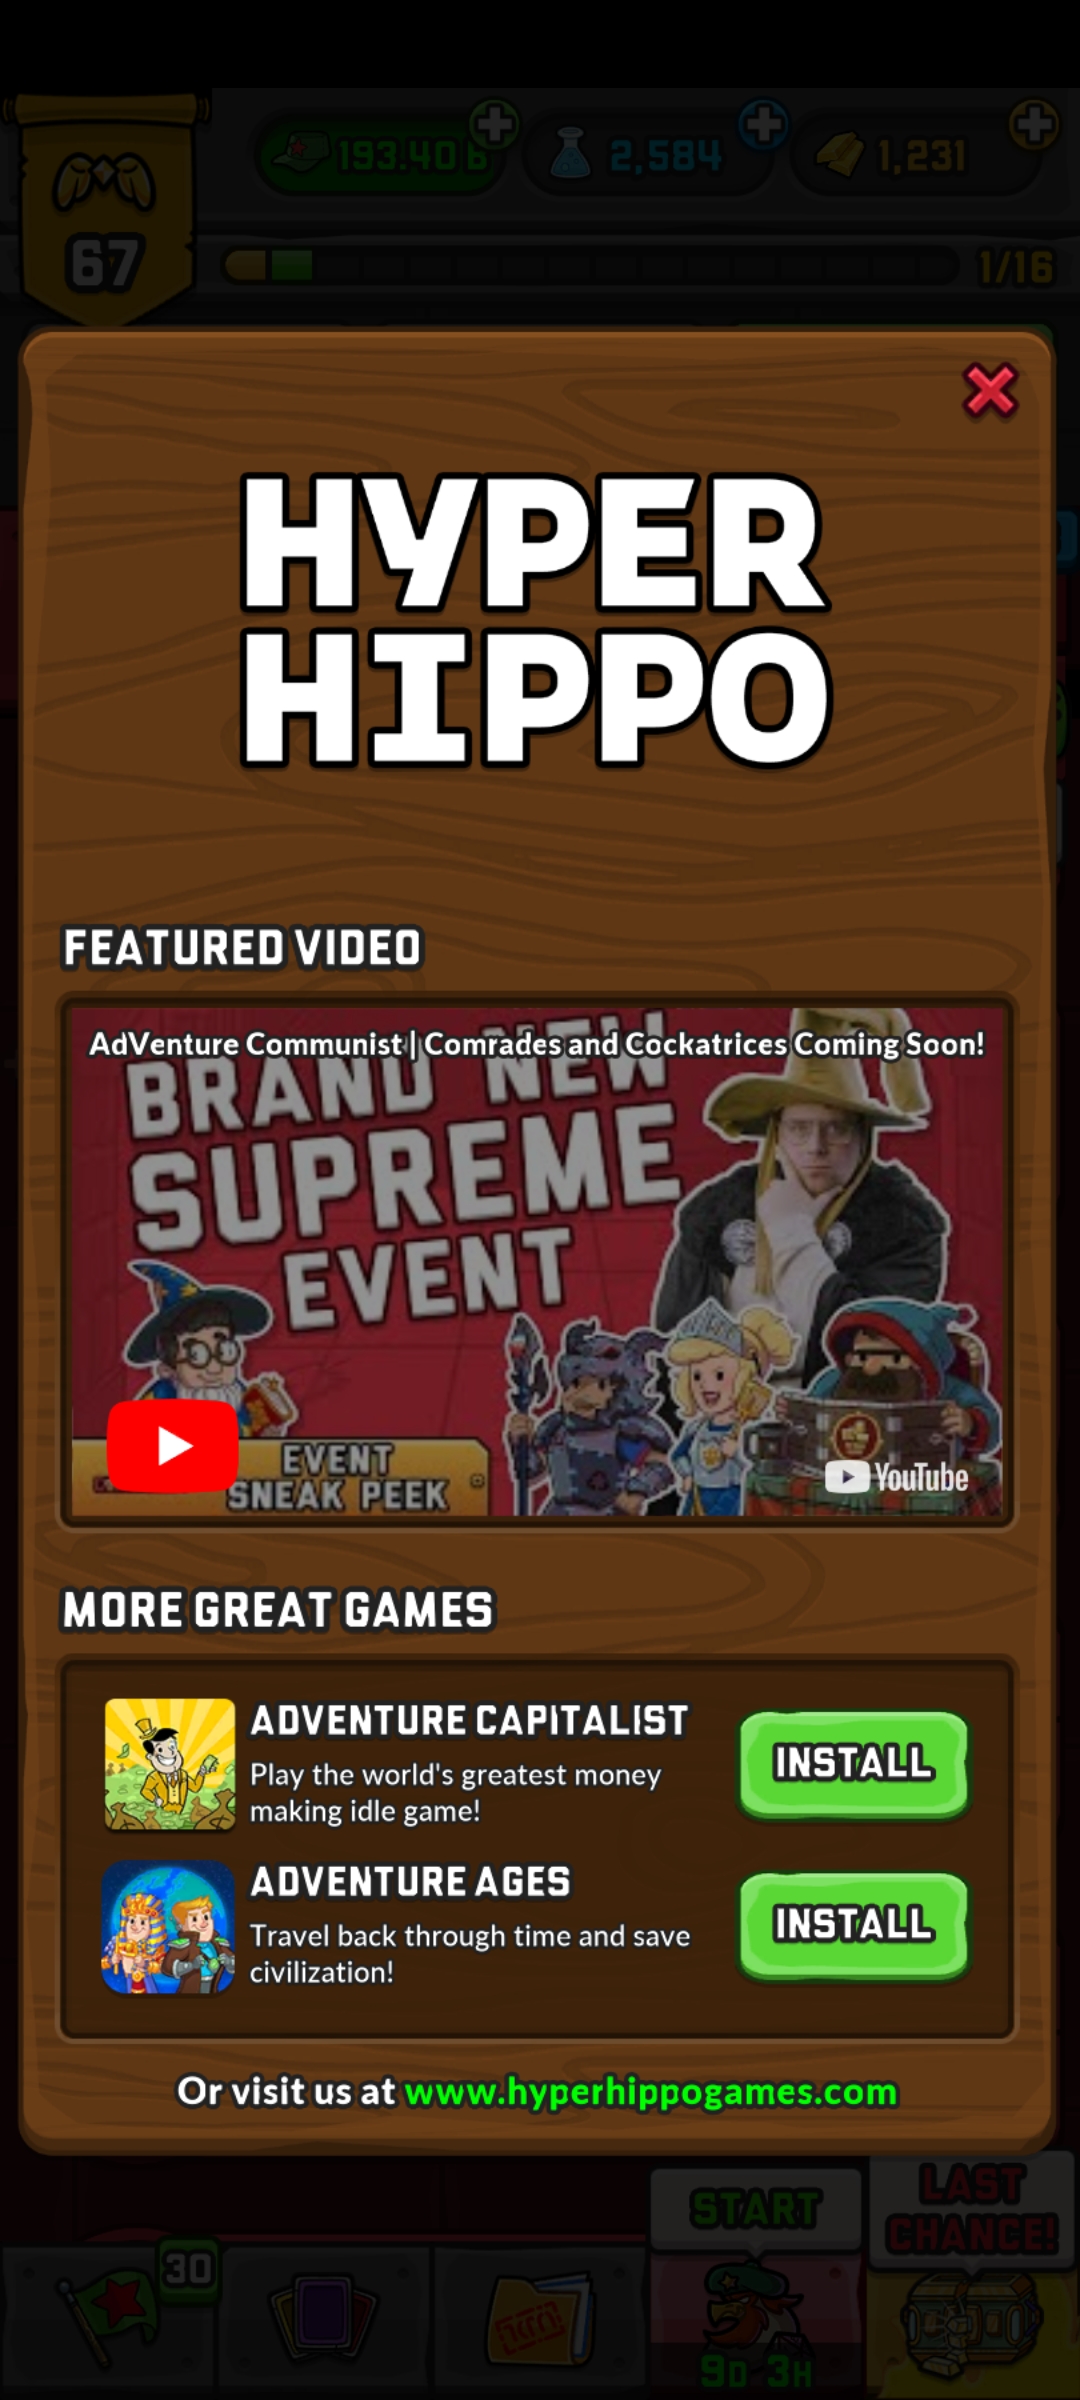 193.40 B
2,584
1,231
67
1/16
HYPER
HIPPO
FEATURED VIDEO
AdVenture Communist | Comrades and Cockatrices Coming Soon!
BRAND NEW
SUPREME
EVENT
EVENT
SNEAK PEEK
YouTube
MORE GREAT GAMES
ADVENTURE CAPITALIST
Play the world's greatest money
making idle game!
INSTALL
ADVENTURE AGES
Travel back through time and save
civilization!
INSTALL
Or visit us at www.hyperhippogames.com
START
LAST
CHANCE!
30
9D 3H